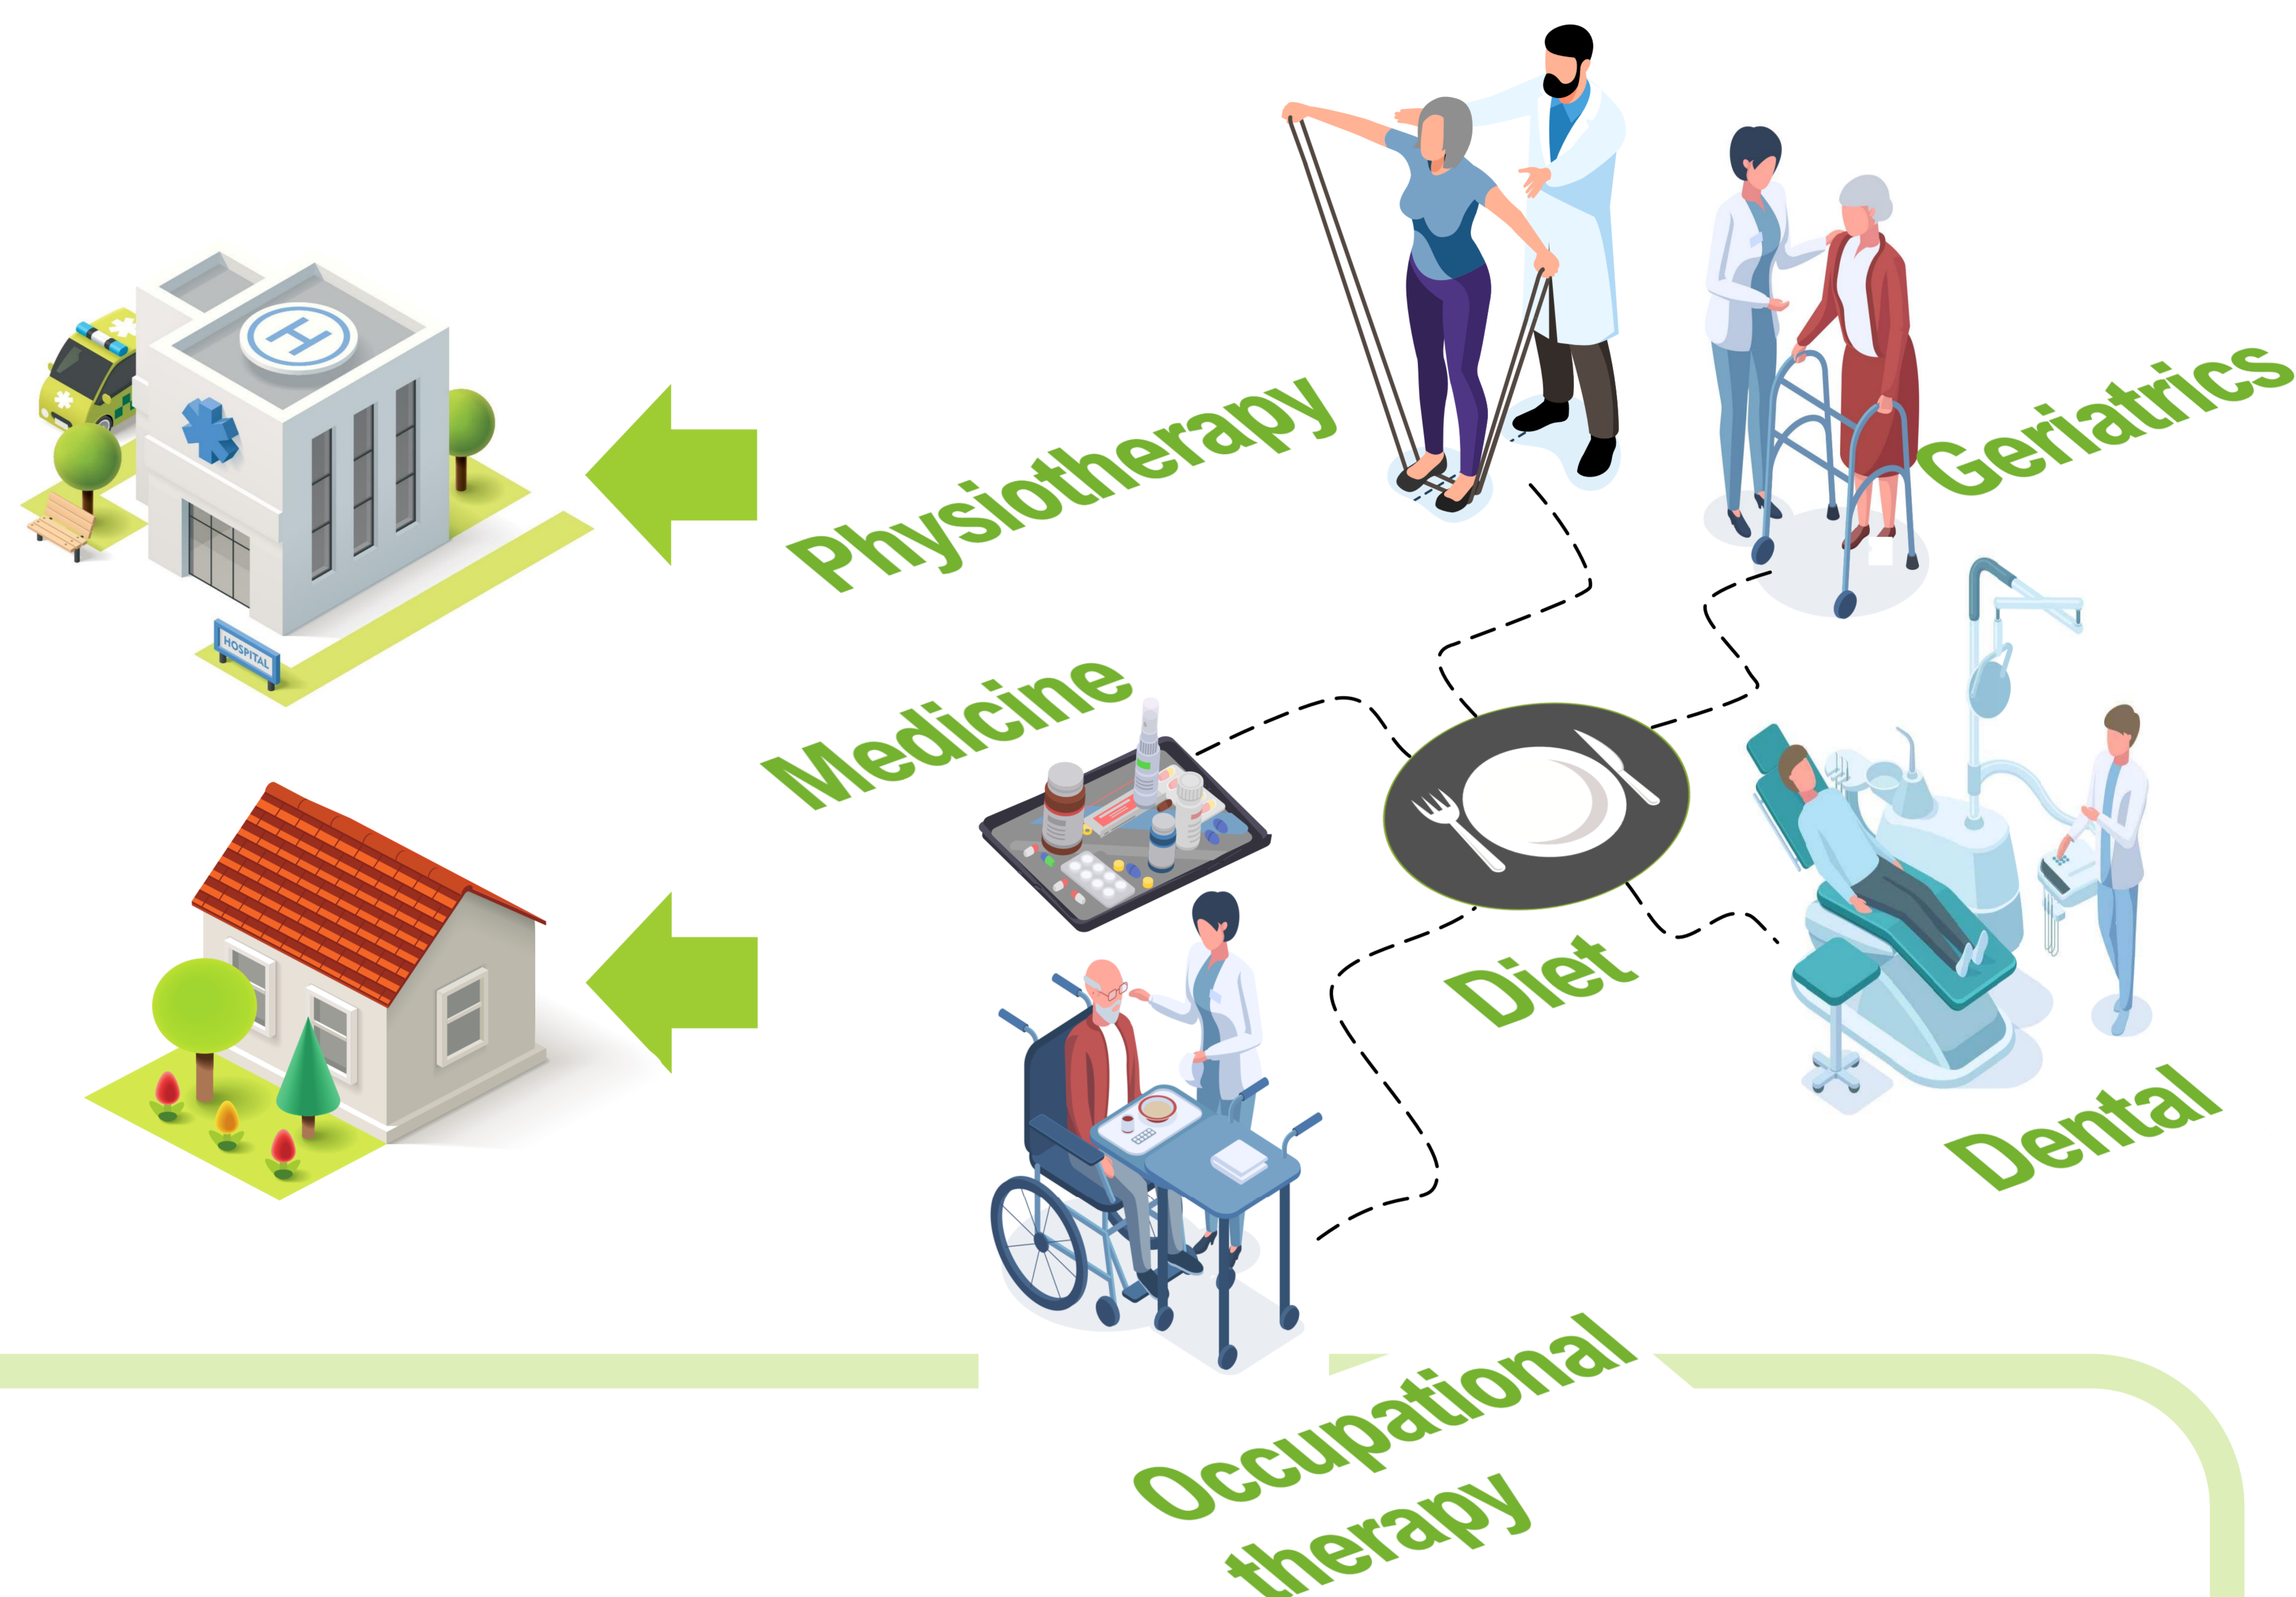 Physiotherapy
Geriatrics
HOSPITAL
Medicine
Diet
Dental
Occupational
therapy